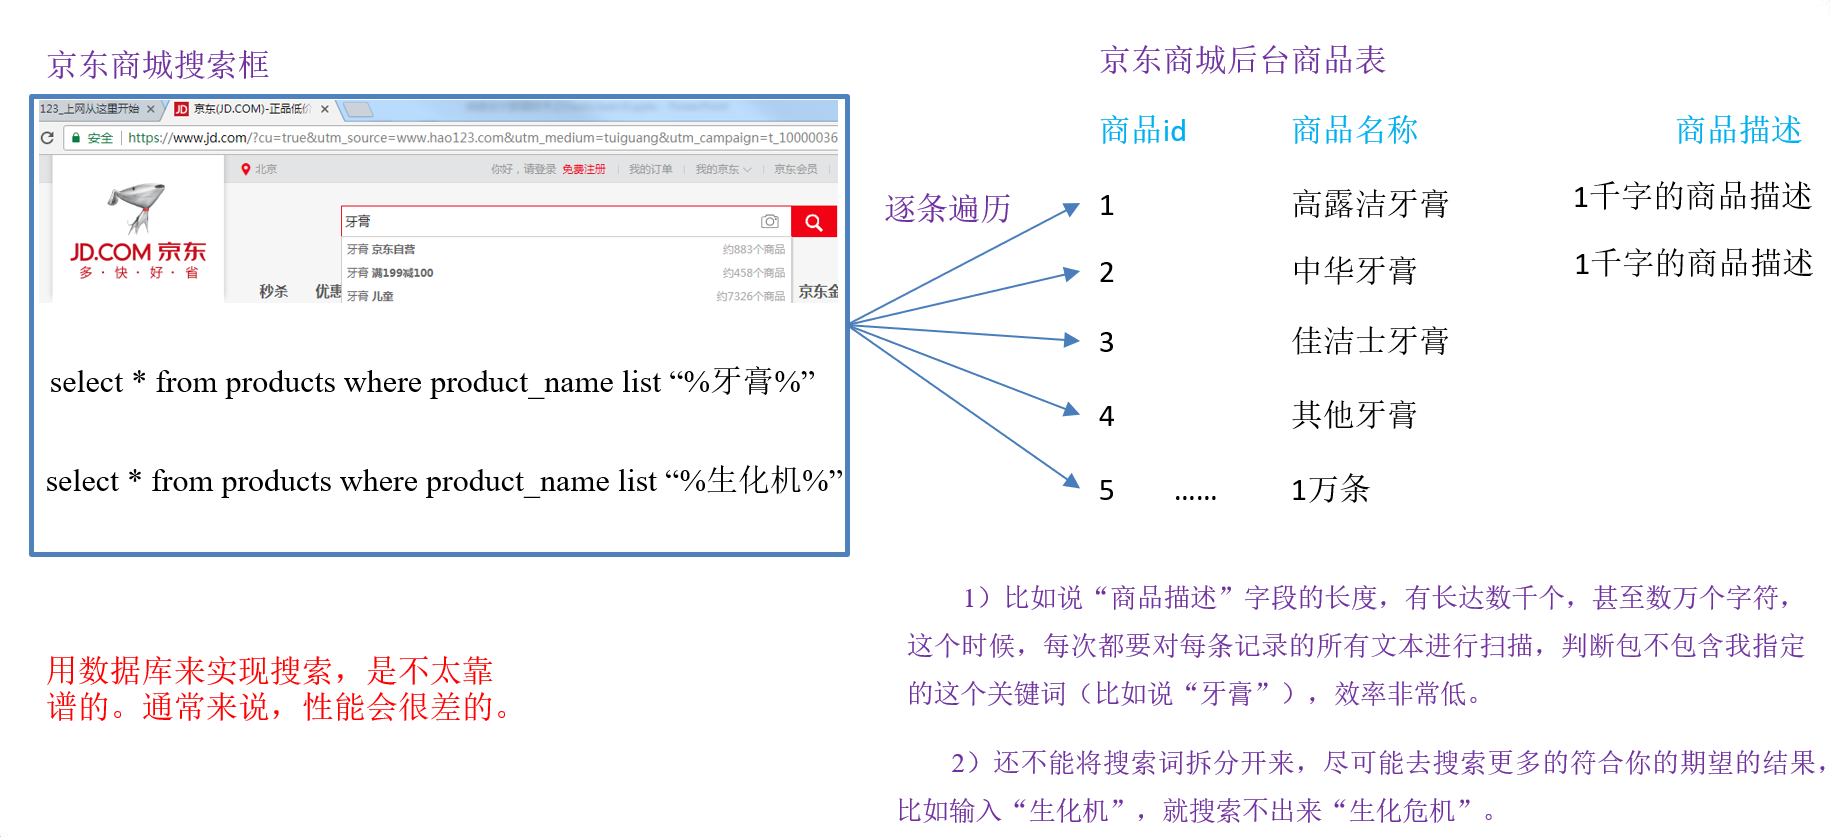 京东商城搜索框
123_上网从这里开始
京东(JD.COM)-正品低价
安全 https://www.jd.com/?cu=true&utm_source=www.hao123.com&utm_medium=tuiguang&utm_campaign=t_10000036
北京 你好，请登录 免费注册 我的订单 我的京东 京东会员
JD.COM 京东
多·快·好·省
牙膏
牙膏 京东自营 约883个商品
牙膏 满199减100 约458个商品
牙膏 儿童 约7326个商品
秒杀 优惠 京东金
select * from products where product_name list “%牙膏%”
select * from products where product_name list “%生化机%”
用数据库来实现搜索，是不太靠
谱的。通常来说，性能会很差的。
逐条遍历
京东商城后台商品表
商品id 商品名称 商品描述
1 高露洁牙膏 1千字的商品描述
2 中华牙膏 1千字的商品描述
3 佳洁士牙膏
4 其他牙膏
5 …… 1万条
1）比如说“商品描述”字段的长度，有长达数千个，甚至数万个字符，
这个时候，每次都要对每条记录的所有文本进行扫描，判断包不包含我指定
的这个关键词（比如说“牙膏”），效率非常低。
2）还不能将搜索词拆分开来，尽可能去搜索更多的符合你的期望的结果，
比如输入“生化机”，就搜索不出来“生化危机”。